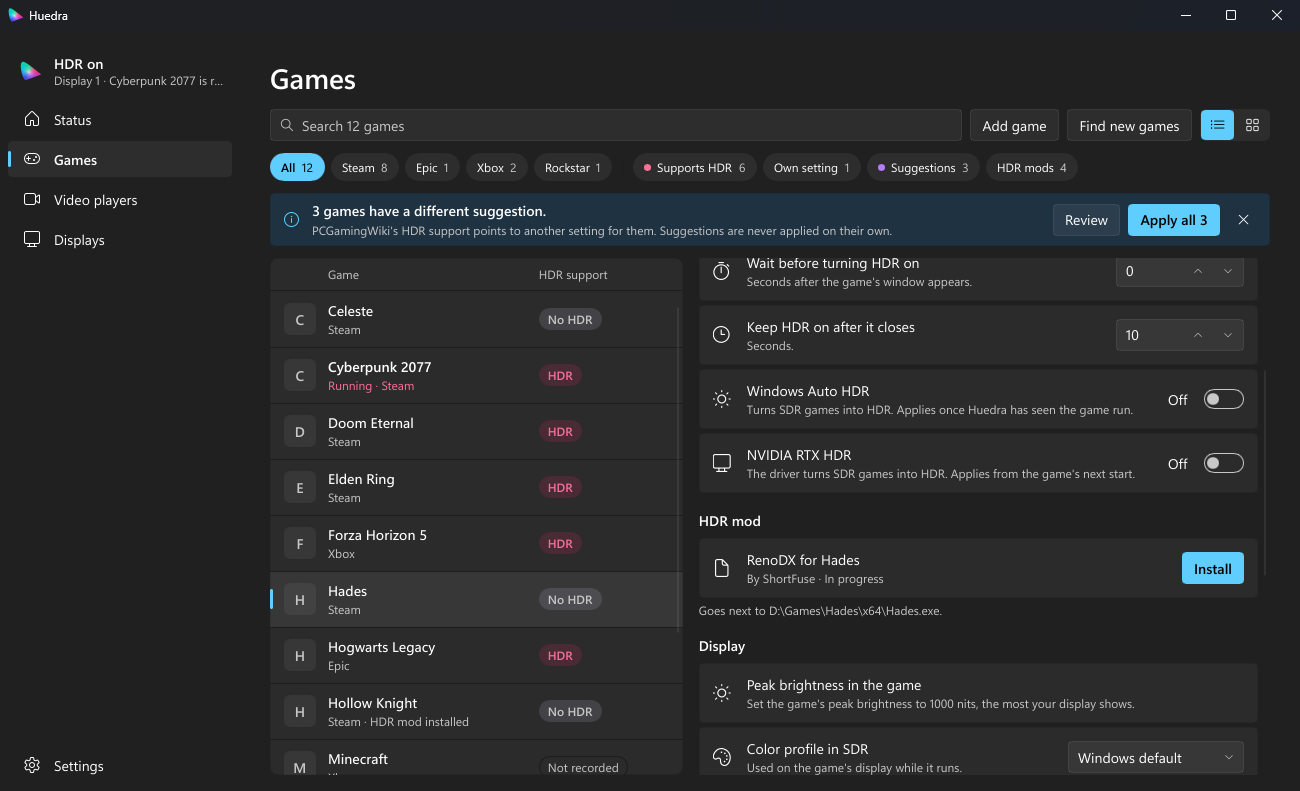 Huedra
HDR on
Display 1 · Cyberpunk 2077 is r...
Status
Games
Video players
Displays
Settings
Games
Search 12 games
Add game
Find new games
All 12
Steam 8
Epic 1
Xbox 2
Rockstar 1
Supports HDR 6
Own setting 1
Suggestions 3
HDR mods 4
3 games have a different suggestion.
PCGamingWiki's HDR support points to another setting for them. Suggestions are never applied on their own.
Review
Apply all 3
Game
HDR support
C
Celeste
Steam
No HDR
C
Cyberpunk 2077
Running · Steam
HDR
D
Doom Eternal
Steam
HDR
E
Elden Ring
Steam
HDR
F
Forza Horizon 5
Xbox
HDR
H
Hades
Steam
No HDR
H
Hogwarts Legacy
Epic
HDR
H
Hollow Knight
Steam · HDR mod installed
No HDR
M
Minecraft
Not recorded
Wait before turning HDR on
Seconds after the game's window appears.
0
Keep HDR on after it closes
Seconds.
10
Windows Auto HDR
Turns SDR games into HDR. Applies once Huedra has seen the game run.
Off
NVIDIA RTX HDR
The driver turns SDR games into HDR. Applies from the game's next start.
Off
HDR mod
RenoDX for Hades
By ShortFuse · In progress
Install
Goes next to D:\Games\Hades\x64\Hades.exe.
Display
Peak brightness in the game
Set the game's peak brightness to 1000 nits, the most your display shows.
Color profile in SDR
Used on the game's display while it runs.
Windows default